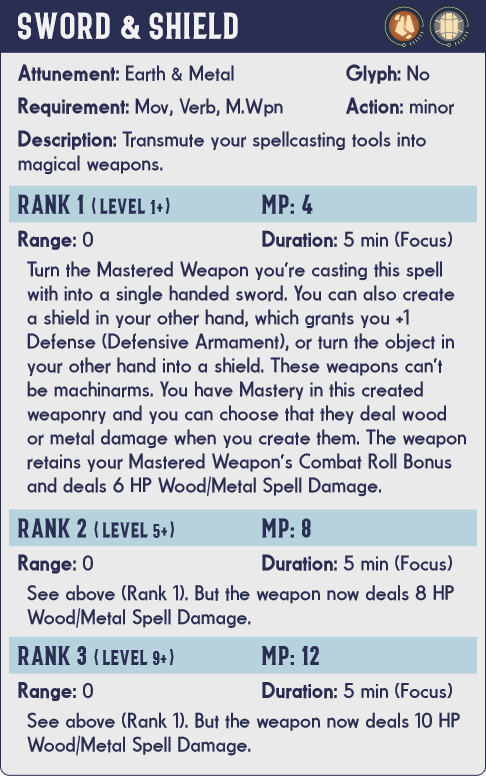 SWORD & SHIELD
Attunement: Earth & Metal Glyph: No
Requirement: Mov, Verb, M.Wpn Action: minor
Description: Transmute your spellcasting tools into
magical weapons.
RANK 1 (LEVEL 1+) MP: 4
Range: 0 Duration: 5 min (Focus)
Turn the Mastered Weapon you're casting this spell
with into a single handed sword. You can also create
a shield in your other hand, which grants you +1
Defense (Defensive Armament), or turn the object in
your other hand into a shield. These weapons can't
be machinarms. You have Mastery in this created
weaponry and you can choose that they deal wood
or metal damage when you create them. The weapon
retains your Mastered Weapon's Combat Roll Bonus
and deals 6 HP Wood/Metal Spell Damage.
RANK 2 (LEVEL 5+) MP: 8
Range: 0 Duration: 5 min (Focus)
See above (Rank 1). But the weapon now deals 8 HP
Wood/Metal Spell Damage.
RANK 3 (LEVEL 9+) MP: 12
Range: 0 Duration: 5 min (Focus)
See above (Rank 1). But the weapon now deals 10 HP
Wood/Metal Spell Damage.